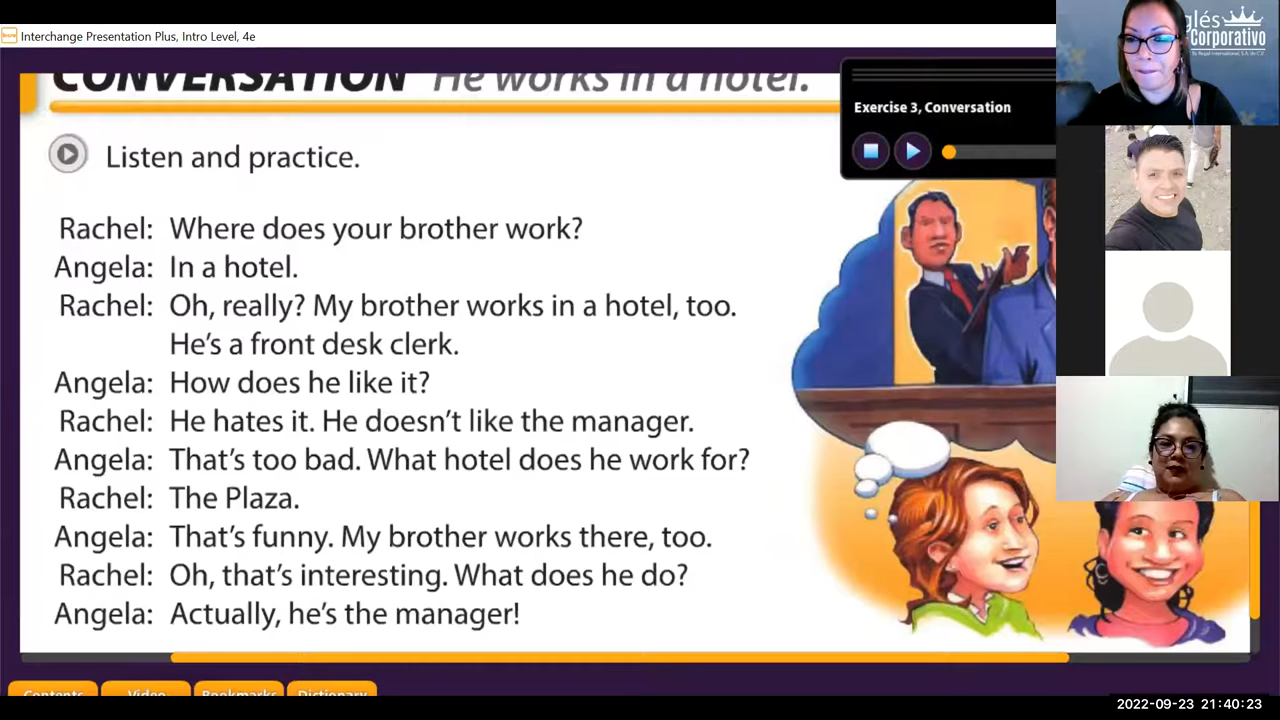 Interchange Presentation Plus, Intro Level, 4e
glés
Corporativo
CONVERSATION He works in a hotel.
Exercise 3, Conversation
Listen and practice.
Rachel: Where does your brother work?
Angela: In a hotel.
Rachel: Oh, really? My brother works in a hotel, too.
He's a front desk clerk.
Angela: How does he like it?
Rachel: He hates it. He doesn't like the manager.
Angela: That's too bad. What hotel does he work for?
Rachel: The Plaza.
Angela: That's funny. My brother works there, too.
Rachel: Oh, that's interesting. What does he do?
Angela: Actually, he's the manager!
Contents Video Bookmarks Dictionary
2022-09-23 21:40:23